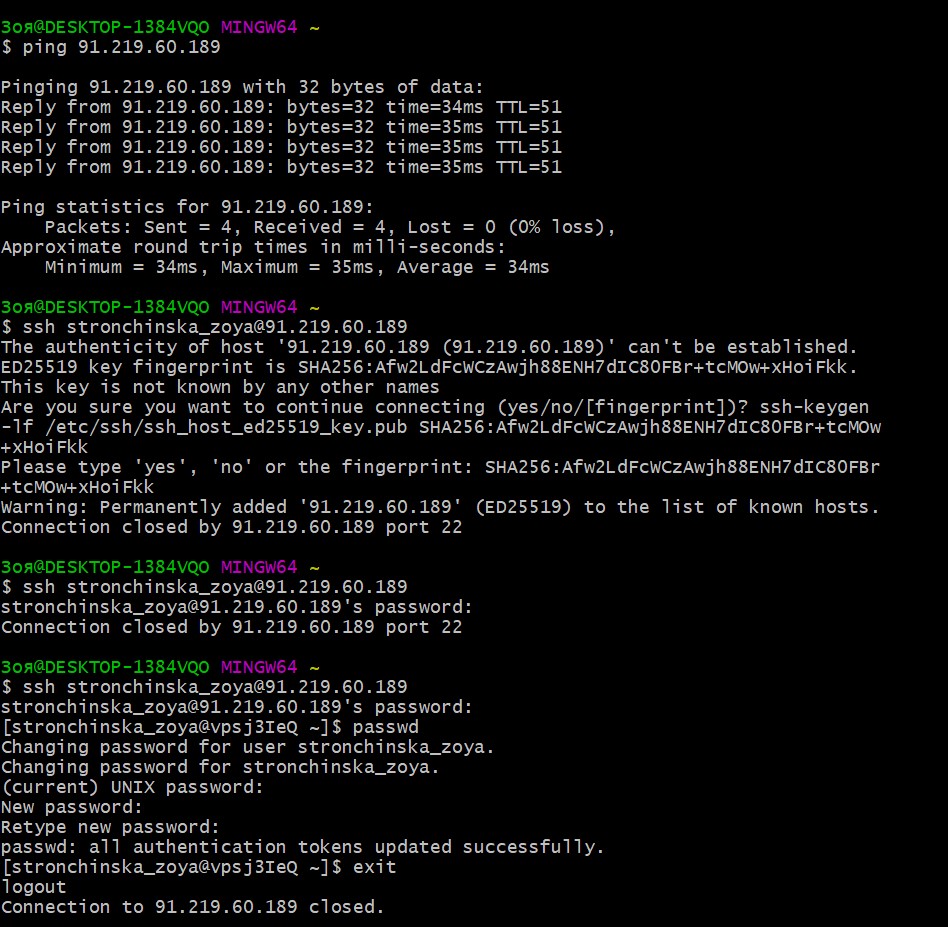 Зоя@DESKTOP-1384VQO MINGW64 ~
$ ping 91.219.60.189
Pinging 91.219.60.189 with 32 bytes of data:
Reply from 91.219.60.189: bytes=32 time=34ms TTL=51
Reply from 91.219.60.189: bytes=32 time=35ms TTL=51
Reply from 91.219.60.189: bytes=32 time=35ms TTL=51
Reply from 91.219.60.189: bytes=32 time=35ms TTL=51
Ping statistics for 91.219.60.189:
    Packets: Sent = 4, Received = 4, Lost = 0 (0% loss),
Approximate round trip times in milli-seconds:
    Minimum = 34ms, Maximum = 35ms, Average = 34ms
Зоя@DESKTOP-1384VQO MINGW64 ~
$ ssh stronchinska_zoya@91.219.60.189
The authenticity of host '91.219.60.189 (91.219.60.189)' can't be established.
ED25519 key fingerprint is SHA256:Afw2LdFcWCzAwjh88ENH7dIC80FBr+tcMOw+xHoiFkk.
This key is not known by any other names
Are you sure you want to continue connecting (yes/no/[fingerprint])? ssh-keygen
-lf /etc/ssh/ssh_host_ed25519_key.pub SHA256:Afw2LdFcWCzAwjh88ENH7dIC80FBr+tcMOw
+xHoiFkk
Please type 'yes', 'no' or the fingerprint: SHA256:Afw2LdFcWCzAwjh88ENH7dIC80FBr
+tcMOw+xHoiFkk
Warning: Permanently added '91.219.60.189' (ED25519) to the list of known hosts.
Connection closed by 91.219.60.189 port 22
Зоя@DESKTOP-1384VQO MINGW64 ~
$ ssh stronchinska_zoya@91.219.60.189
stronchinska_zoya@91.219.60.189's password:
Connection closed by 91.219.60.189 port 22
Зоя@DESKTOP-1384VQO MINGW64 ~
$ ssh stronchinska_zoya@91.219.60.189
stronchinska_zoya@91.219.60.189's password:
[stronchinska_zoya@vpsj3IeQ ~]$ passwd
Changing password for user stronchinska_zoya.
Changing password for stronchinska_zoya.
(current) UNIX password:
New password:
Retype new password:
passwd: all authentication tokens updated successfully.
[stronchinska_zoya@vpsj3IeQ ~]$ exit
logout
Connection to 91.219.60.189 closed.